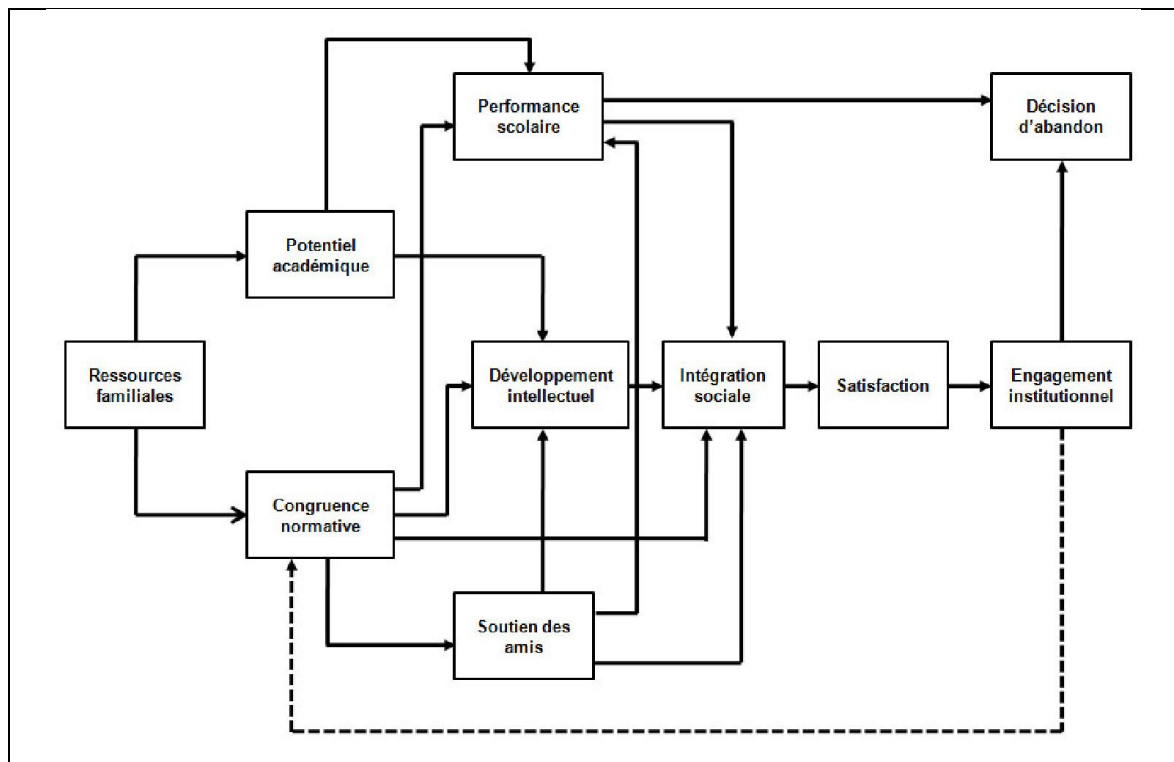 Performance
scolaire
Décision
d'abandon
Potentiel
académique
Ressources
familiales
Développement
intellectuel
Intégration
sociale
Satisfaction
Engagement
institutionnel
Congruence
normative
Soutien des
amis